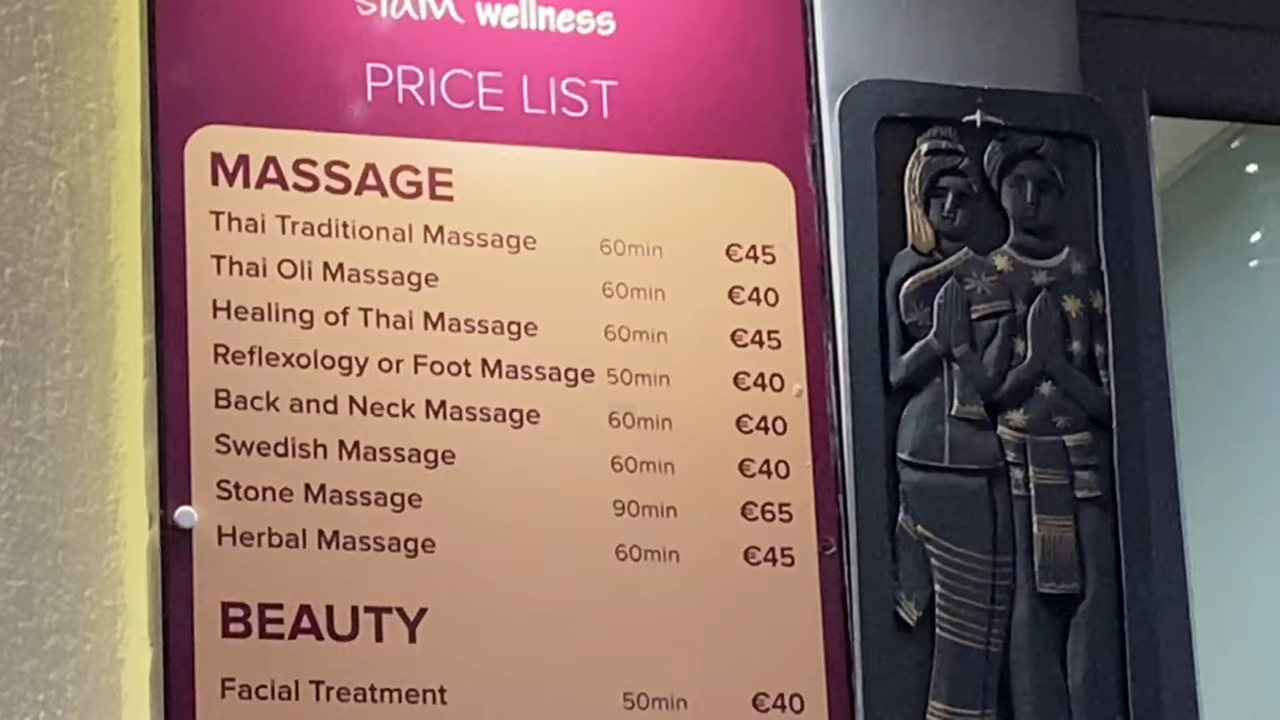 siam wellness
PRICE LIST
MASSAGE
Thai Traditional Massage 60min €45
Thai Oli Massage 60min €40
Healing of Thai Massage 60min €45
Reflexology or Foot Massage 50min €40
Back and Neck Massage 60min €40
Swedish Massage 60min €40
Stone Massage 90min €65
Herbal Massage 60min €45
BEAUTY
Facial Treatment 50min €40